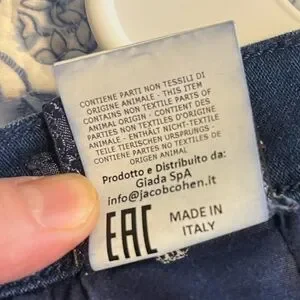 CONTIENE PARTI NON TESSILI DI
ORIGINE ANIMALE - THIS ITEM
CONTAINS NON TEXTILE PARTS OF
ANIMAL ORIGIN - CONTIENT DES
PARTIES NON TEXTILES D'ORIGINE
ANIMALE - ENTHÄLT NICHT-TEXTILE
TEILE TIERISCHEN URSPRUNGS -
CONTIENE PARTES NO TEXTILES DE
ORIGEN ANIMAL
Prodotto e Distribuito da:
Giada SpA
info@jacobcohen.it
EAC
MADE IN
ITALY